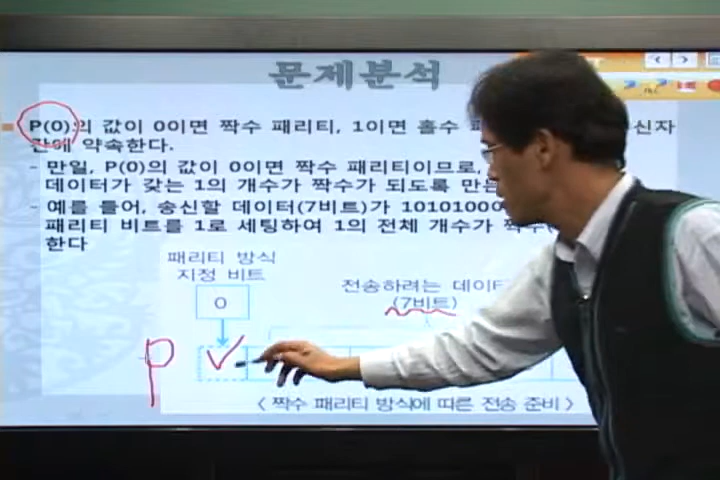 문제분석
P(0)의 값이 0이면 짝수 패리티, 1이면 홀수
신자
간에 약속한다.
- 만일, P(0)의 값이 0이면 짝수 패리티이므로,
데이터가 갖는 1의 개수가 짝수가 되도록 만든
- 예를 들어, 송신할 데이터(7비트)가 10101000
패리티 비트를 1로 세팅하여 1의 전체 개수가
한다
패리티 방식
지정 비트
0
전송하려는 데이터
(7비트)
P
< 짝수 패리티 방식에 따른 전송 준비 >